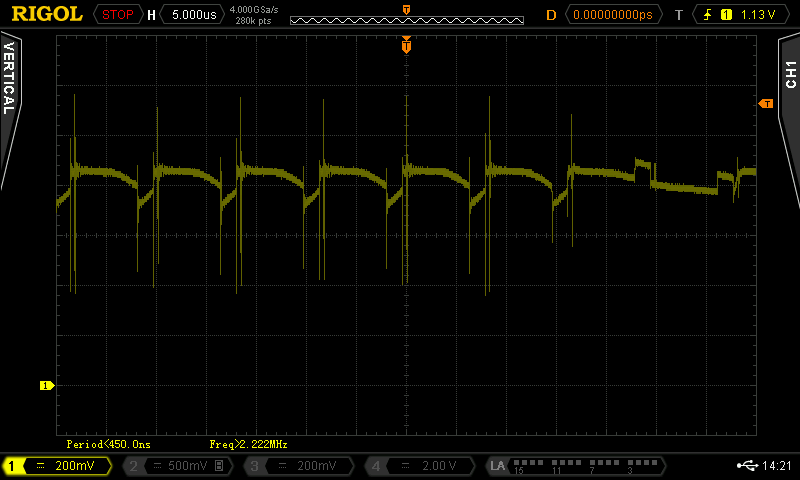 RIGOL STOP H 5.000us 4.000GSa/s 280k pts T D 0.00000000ps T 1 1.13 V
T
VERTICAL
CH1
T
1
Period<450.0ns Freq>2.222MHz
1 200mV 2 500mV B 3 200mV 4 2.00 V LA 15 11 7 3 14:21